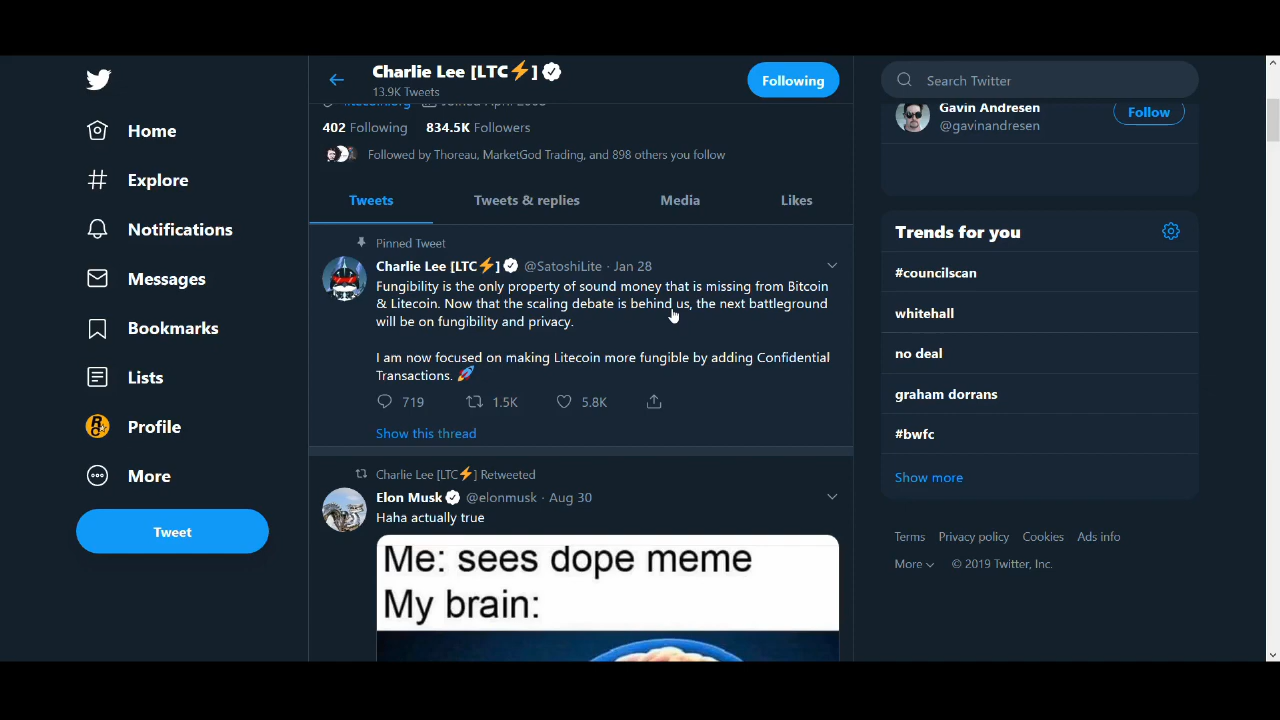 Home
Explore
Notifications
Messages
Bookmarks
Lists
Profile
More
Tweet
Charlie Lee [LTC⚡]
13.9K Tweets
Following
litecoin.org Joined April 2008
402 Following 834.5K Followers
Followed by Thoreau, MarketGod Trading, and 898 others you follow
Tweets Tweets & replies Media Likes
Pinned Tweet
Charlie Lee [LTC⚡] @SatoshiLite · Jan 28
Fungibility is the only property of sound money that is missing from Bitcoin
& Litecoin. Now that the scaling debate is behind us, the next battleground
will be on fungibility and privacy.
I am now focused on making Litecoin more fungible by adding Confidential
Transactions. 🚀
719 1.5K 5.8K
Show this thread
Charlie Lee [LTC⚡] Retweeted
Elon Musk @elonmusk · Aug 30
Haha actually true
Me: sees dope meme
My brain:
Search Twitter
Gavin Andresen
@gavinandresen
Follow
Trends for you
#councilscan
whitehall
no deal
graham dorrans
#bwfc
Show more
Terms Privacy policy Cookies Ads info
More © 2019 Twitter, Inc.